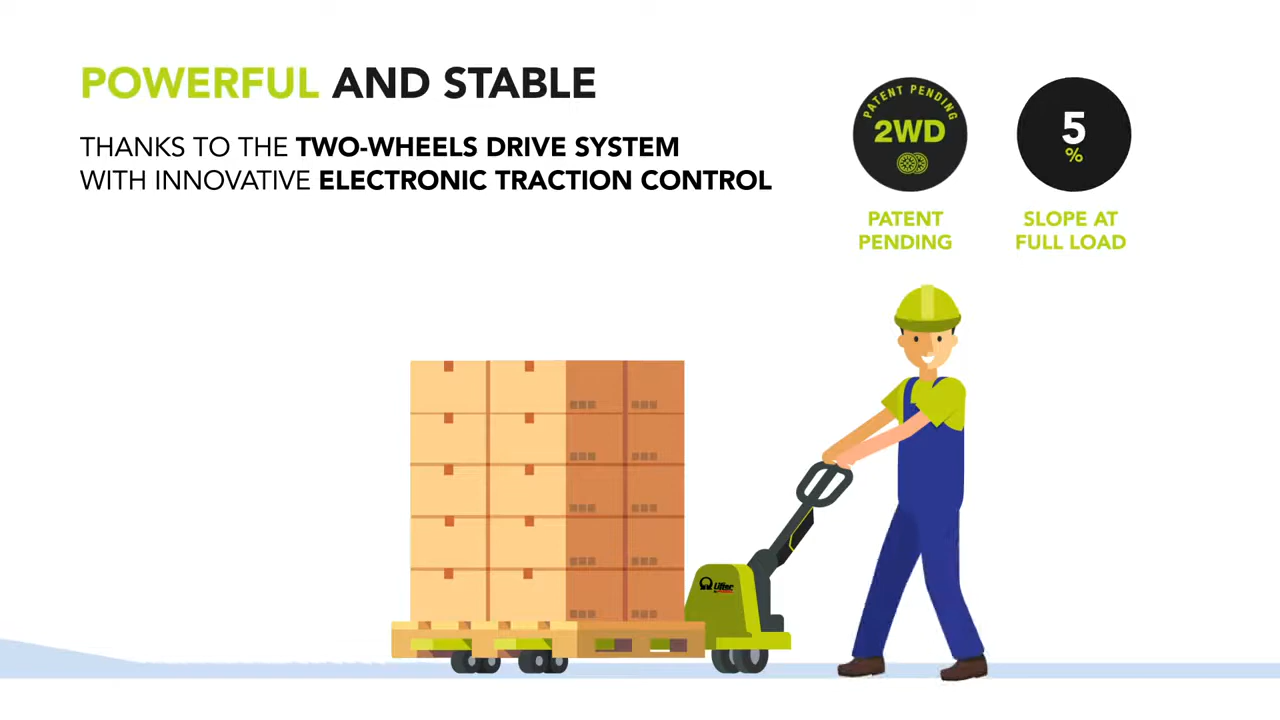 POWERFUL AND STABLE
THANKS TO THE TWO-WHEELS DRIVE SYSTEM
WITH INNOVATIVE ELECTRONIC TRACTION CONTROL
PATENT PENDING
2WD
PATENT
PENDING
5
%
SLOPE AT
FULL LOAD
Lifter